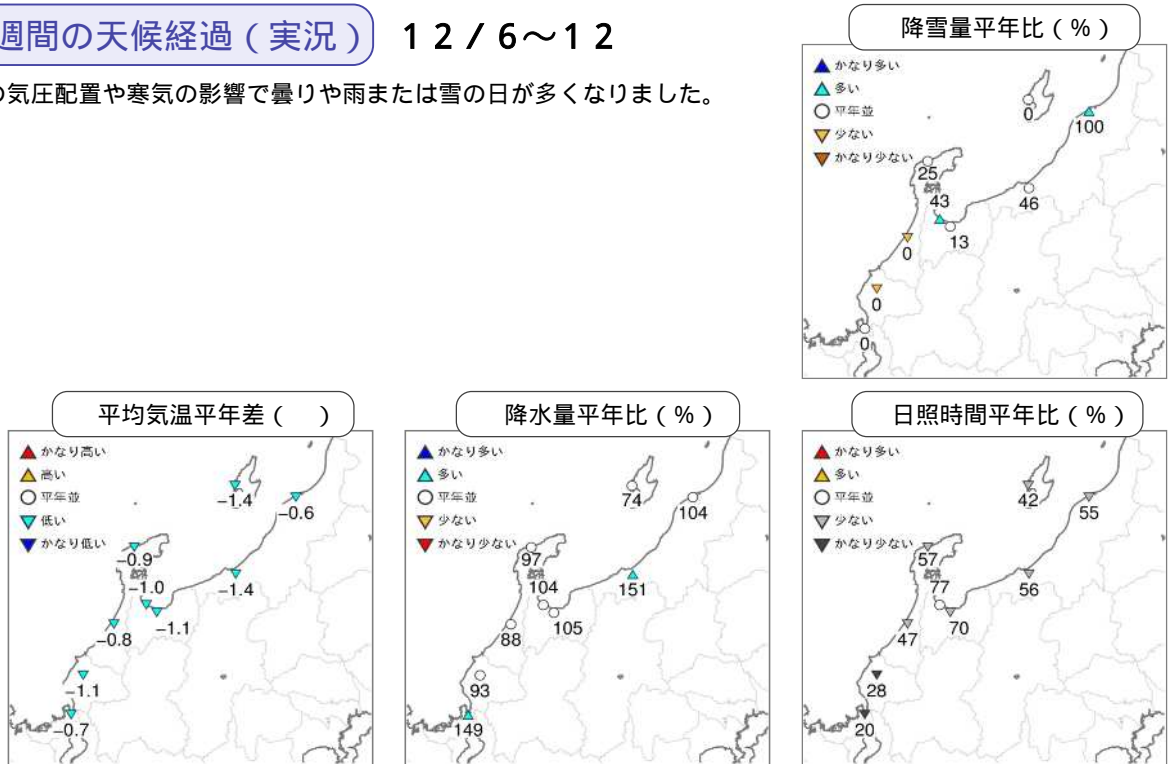 週間の天候経過（実況）　１２／６～１２
の気圧配置や寒気の影響で曇りや雨または雪の日が多くなりました。
降雪量平年比（％）
かなり多い
多い
平年並
少ない
かなり少ない
0
100
25
43
46
13
0
0
0
平均気温平年差（　　）
かなり高い
高い
平年並
低い
かなり低い
−1.4
−0.6
−0.9
−1.0
−1.4
−1.1
−0.8
−1.1
−0.7
降水量平年比（％）
かなり多い
多い
平年並
少ない
かなり少ない
74
104
97
104
151
105
88
93
149
日照時間平年比（％）
かなり多い
多い
平年並
少ない
かなり少ない
42
55
57
77
56
70
47
28
20